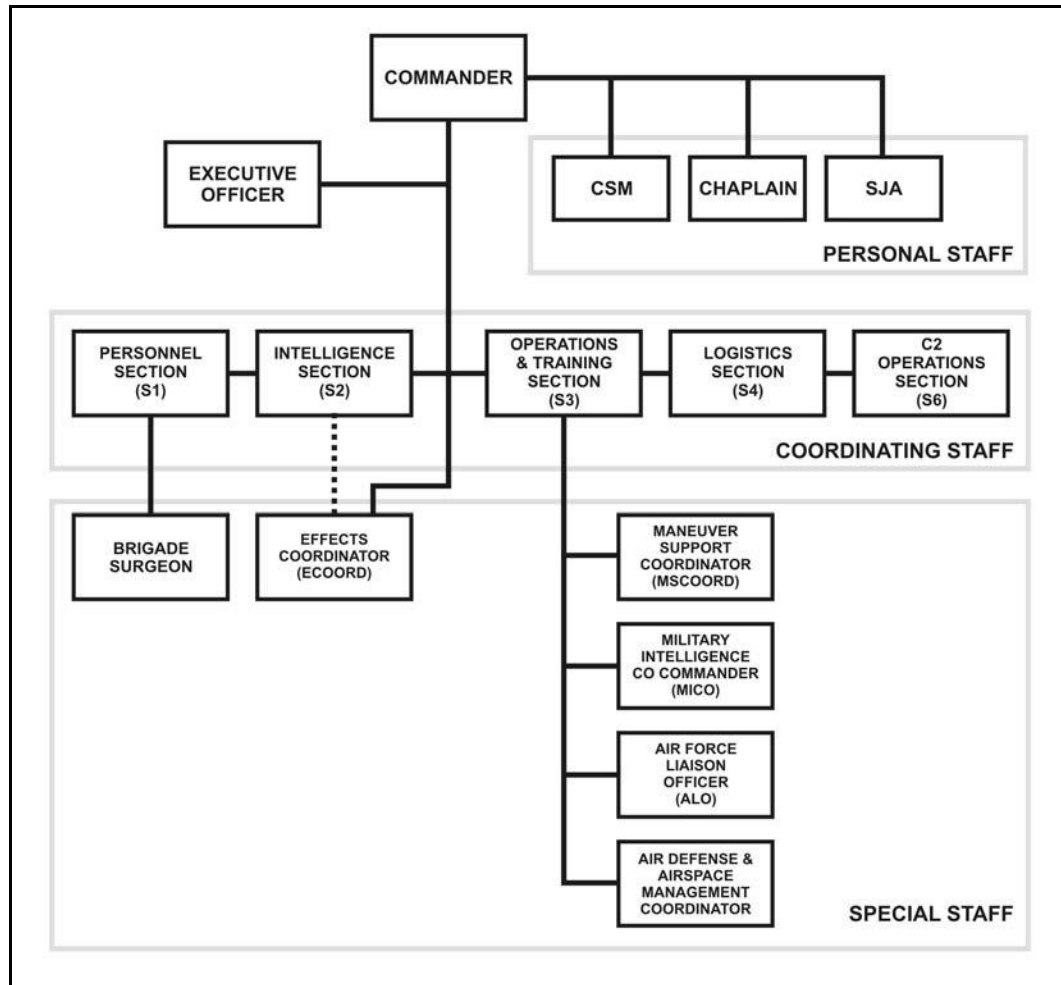 COMMANDER
EXECUTIVE
OFFICER
CSM
CHAPLAIN
SJA
PERSONAL STAFF
PERSONNEL
SECTION
(S1)
INTELLIGENCE
SECTION
(S2)
OPERATIONS
& TRAINING
SECTION
(S3)
LOGISTICS
SECTION
(S4)
C2
OPERATIONS
SECTION
(S6)
COORDINATING STAFF
BRIGADE
SURGEON
EFFECTS
COORDINATOR
(ECOORD)
MANEUVER
SUPPORT
COORDINATOR
(MSCOORD)
MILITARY
INTELLIGENCE
CO COMMANDER
(MICO)
AIR FORCE
LIAISON
OFFICER
(ALO)
AIR DEFENSE &
AIRSPACE
MANAGEMENT
COORDINATOR
SPECIAL STAFF